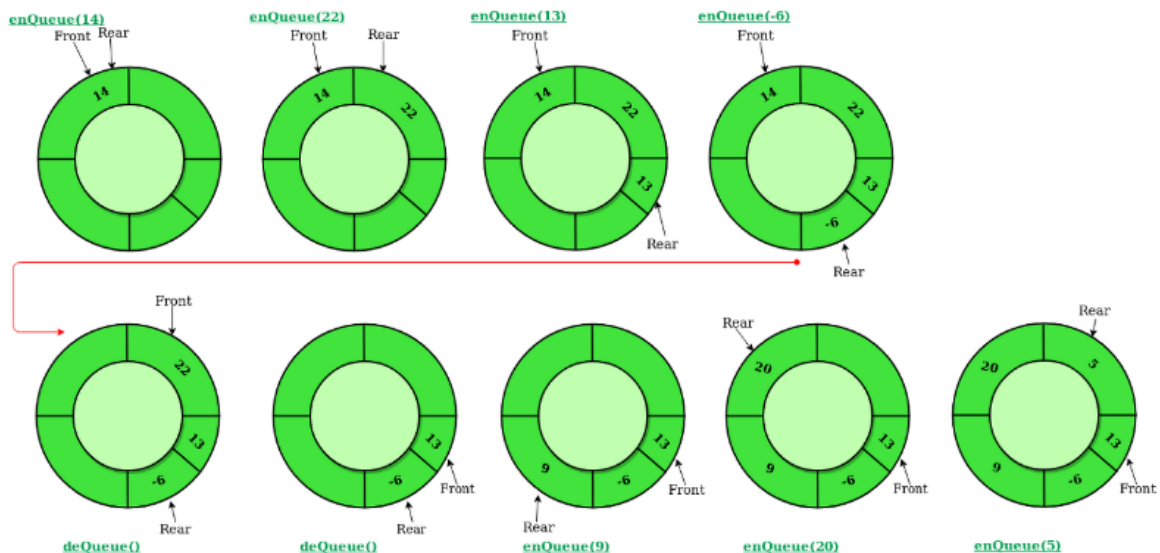 enQueue(14)
Front
Rear
14
enQueue(22)
Front
Rear
14
22
enQueue(13)
Front
14
22
13
Rear
enQueue(-6)
Front
14
22
13
-6
Rear
Front
22
13
-6
Rear
deQueue()
13
-6
Front
Rear
deQueue()
13
9
-6
Front
Rear
enQueue(9)
Rear
20
13
9
-6
Front
enQueue(20)
Rear
20
5
13
9
-6
Front
enQueue(5)